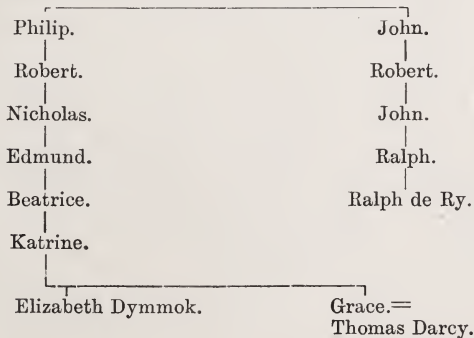 Philip. John.
Robert. Robert.
Nicholas. John.
Edmund. Ralph.
Beatrice. Ralph de Ry.
Katrine.
Elizabeth Dymmok. Grace.=
Thomas Darcy.